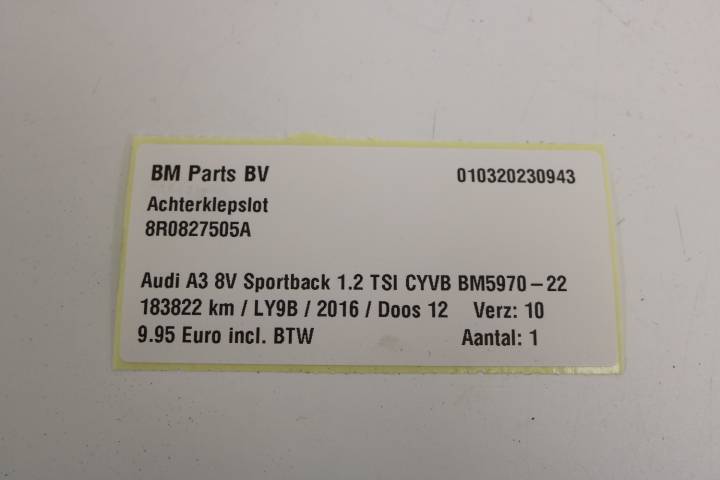 BM Parts BV 010320230943
Achterklepslot
8R0827505A
Audi A3 8V Sportback 1.2 TSI CYVB BM5970-22
183822 km / LY9B / 2016 / Doos 12 Verz: 10
9.95 Euro incl. BTW Aantal: 1